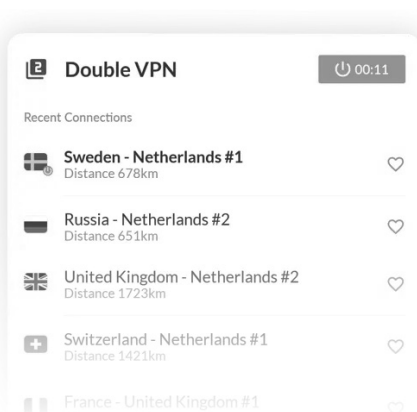 2
Double VPN
00:11
Recent Connections
Sweden - Netherlands #1
Distance 678km
Russia - Netherlands #2
Distance 651km
United Kingdom - Netherlands #2
Distance 1723km
Switzerland - Netherlands #1
Distance 1421km
France - United Kingdom #1